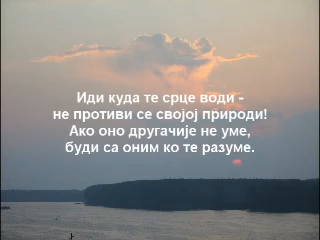 Иди куда те срце води -
не противи се својој природи!
Ако оно другачије не уме,
буди са оним ко те разуме.